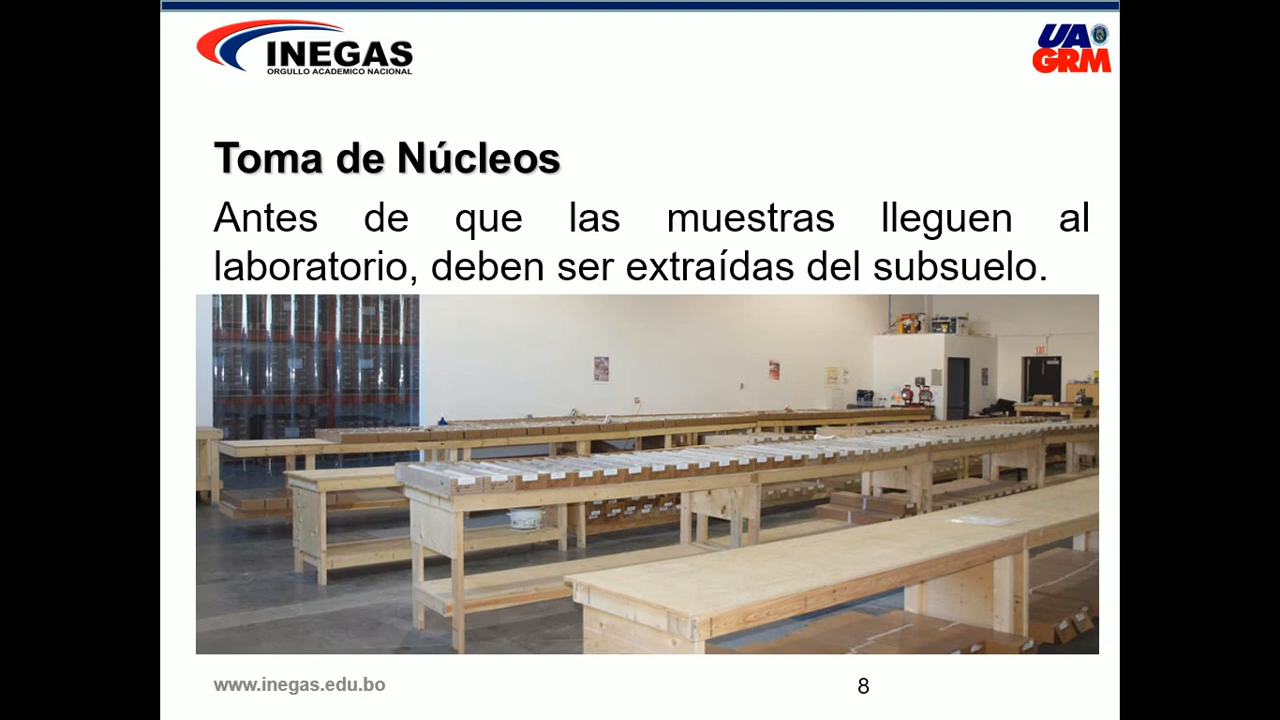 INEGAS
ORGULLO ACADEMICO NACIONAL
UA
GRM
Toma de Núcleos
Antes de que las muestras lleguen al
laboratorio, deben ser extraídas del subsuelo.
EXIT
www.inegas.edu.bo
8